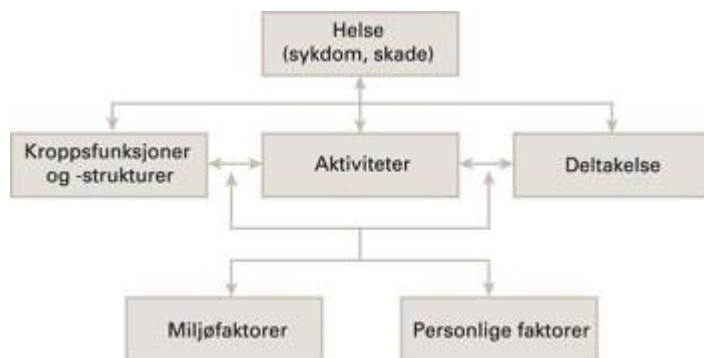 Helse
(sykdom, skade)
Kroppsfunksjoner
og -strukturer
Aktiviteter
Deltakelse
Miljøfaktorer
Personlige faktorer